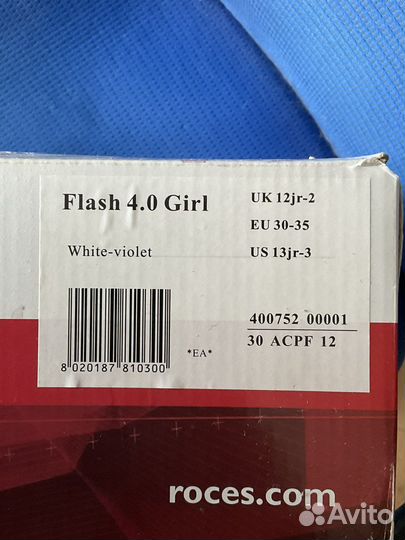 Flash 4.0 Girl
White-violet
UK 12jr-2
EU 30-35
US 13jr-3
400752 00001
30 ACPF 12
*EA*
8 020187 810300
roces.com
Avito